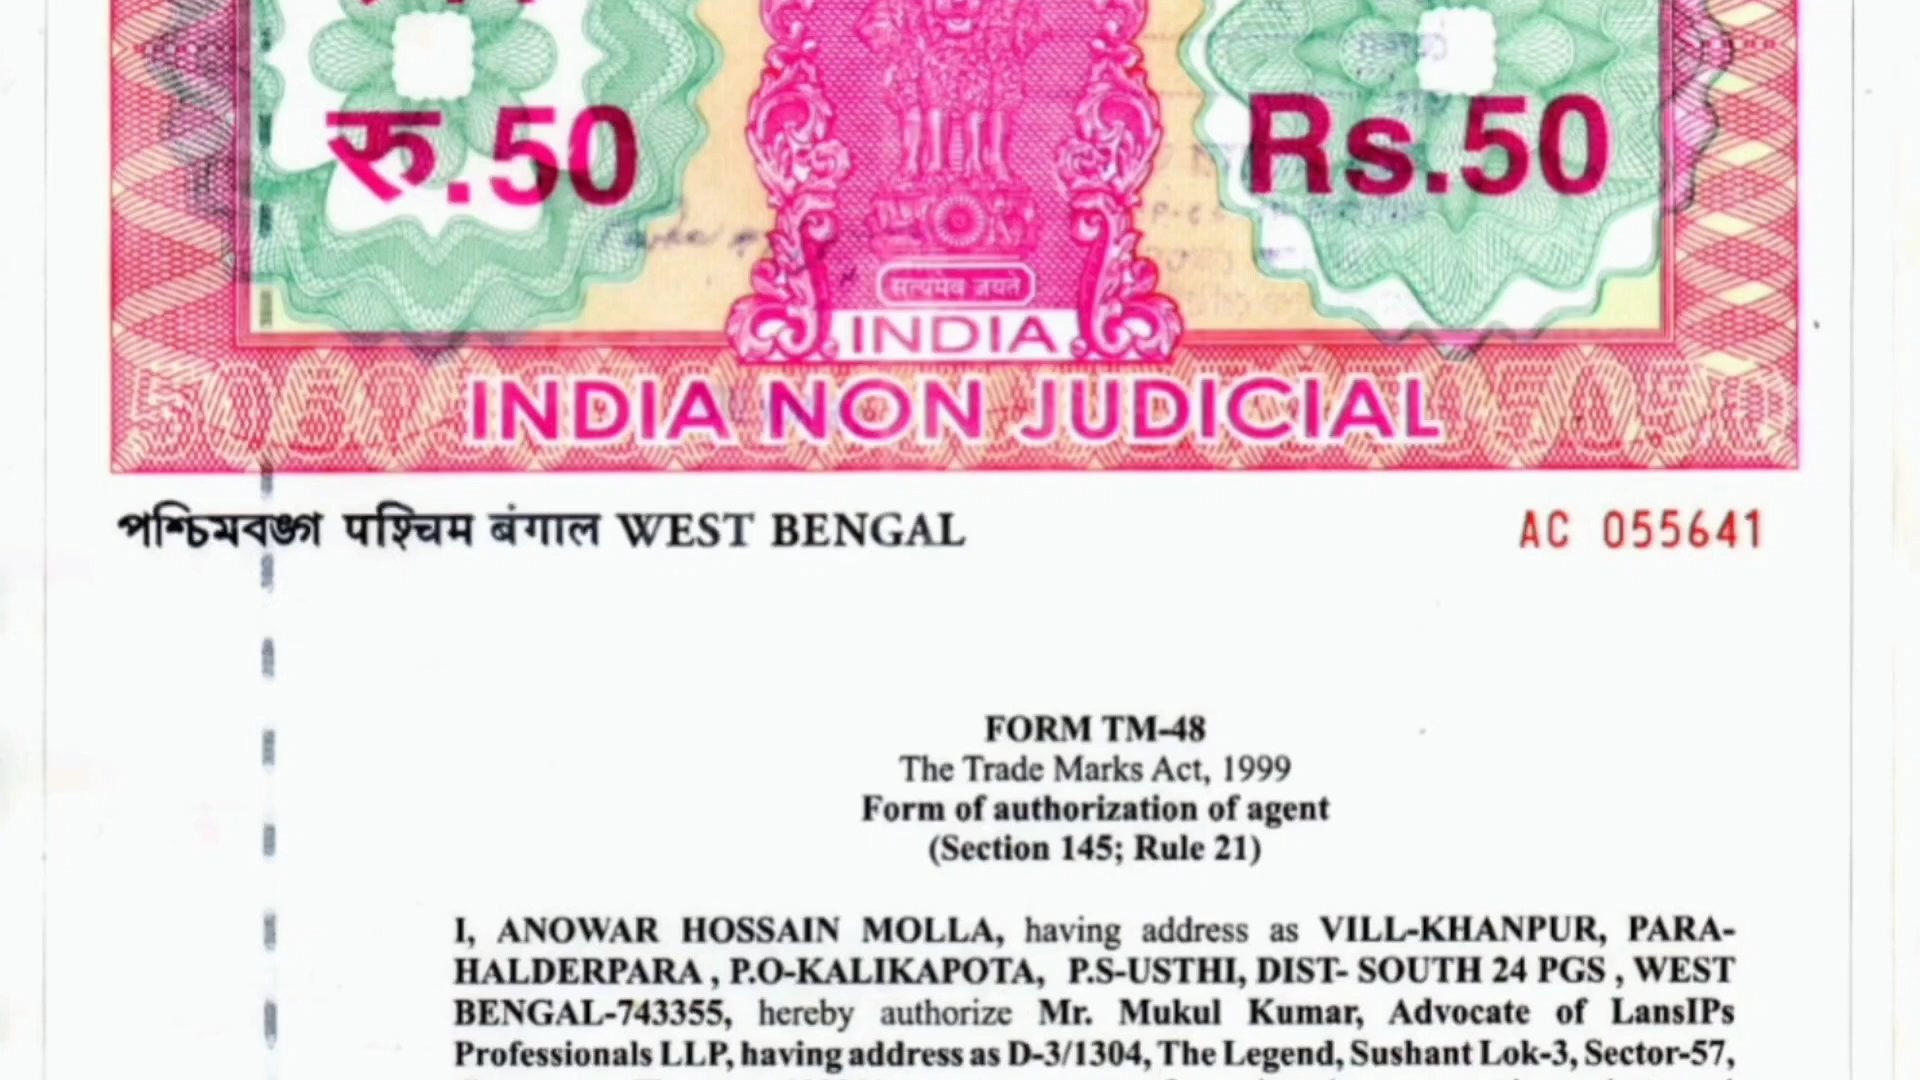 रु.50
Rs.50
सत्यमेव जयते
INDIA
INDIA NON JUDICIAL
পশ্চিমবঙ্গ पश्चिम बंगाल WEST BENGAL
AC 055641
FORM TM-48
The Trade Marks Act, 1999
Form of authorization of agent
(Section 145; Rule 21)
I, ANOWAR HOSSAIN MOLLA, having address as VILL-KHANPUR, PARA-
HALDERPARA , P.O-KALIKAPOTA, P.S-USTHI, DIST- SOUTH 24 PGS , WEST
BENGAL-743355, hereby authorize Mr. Mukul Kumar, Advocate of LansIPs
Professionals LLP, having address as D-3/1304, The Legend, Sushant Lok-3, Sector-57,